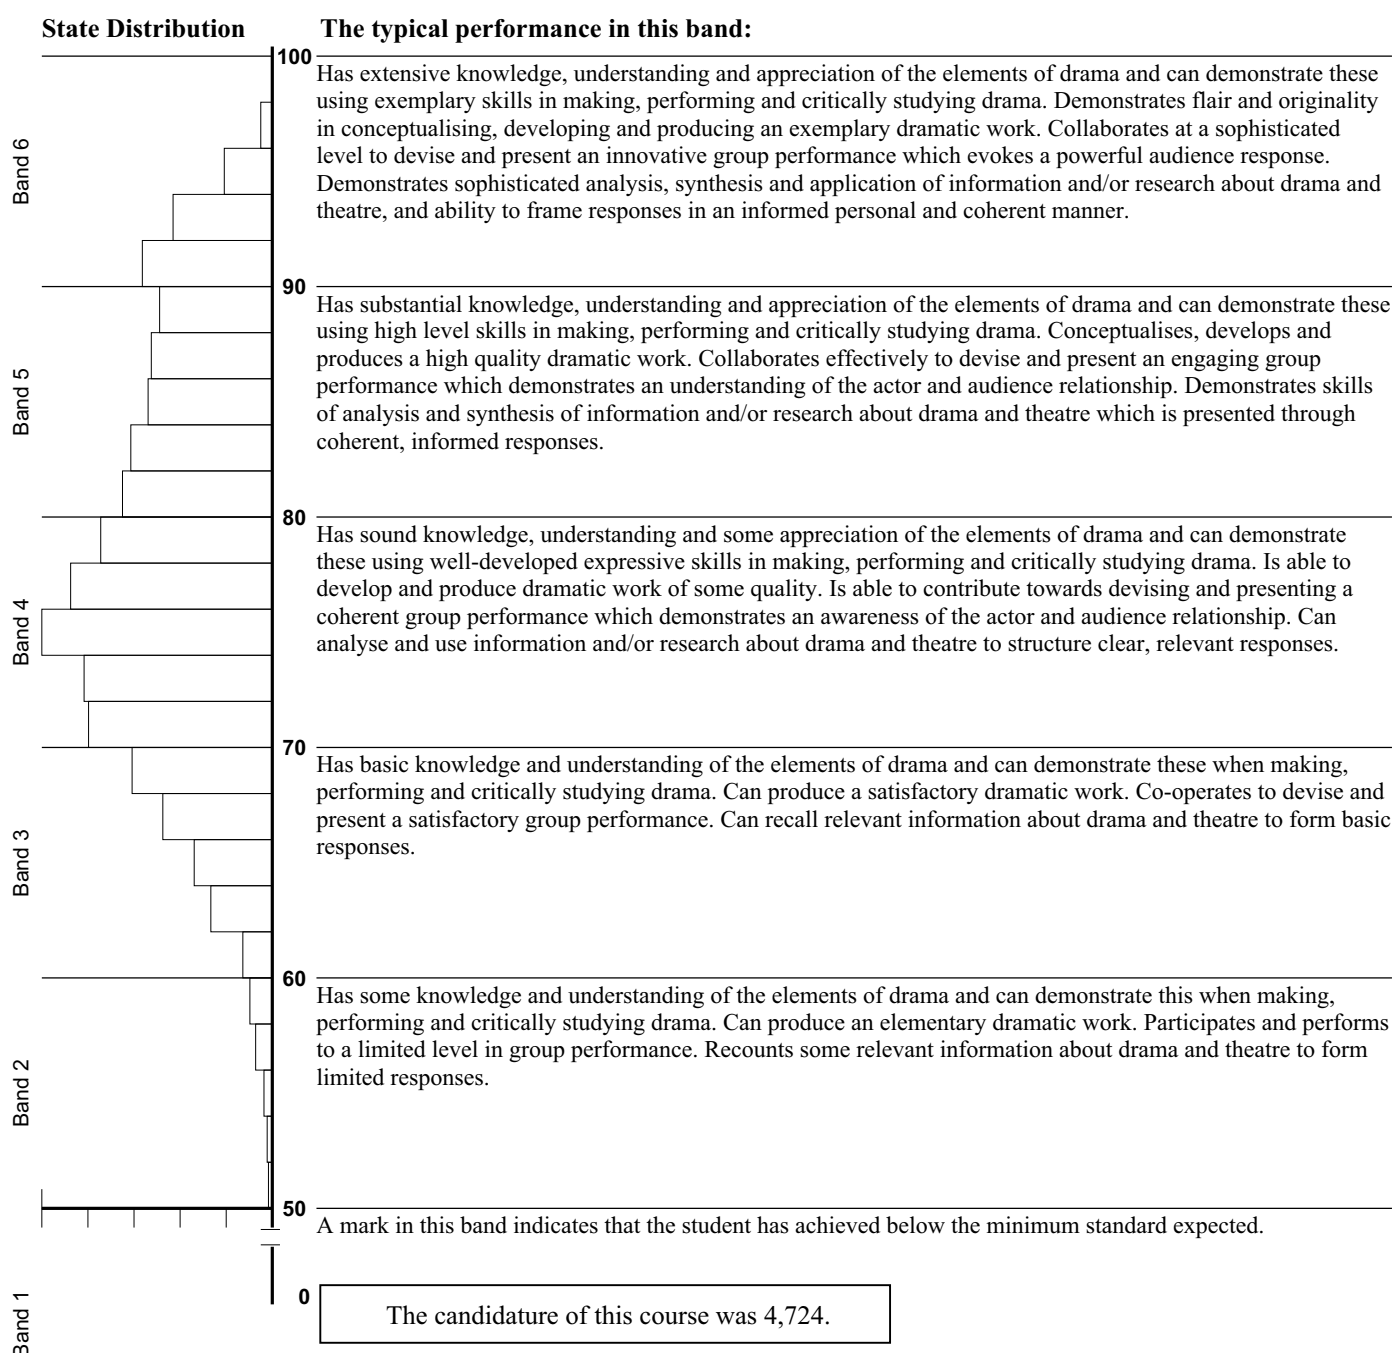 State Distribution
The typical performance in this band:
100
Band 6
Has extensive knowledge, understanding and appreciation of the elements of drama and can demonstrate these
using exemplary skills in making, performing and critically studying drama. Demonstrates flair and originality
in conceptualising, developing and producing an exemplary dramatic work. Collaborates at a sophisticated
level to devise and present an innovative group performance which evokes a powerful audience response.
Demonstrates sophisticated analysis, synthesis and application of information and/or research about drama and
theatre, and ability to frame responses in an informed personal and coherent manner.
90
Band 5
Has substantial knowledge, understanding and appreciation of the elements of drama and can demonstrate these
using high level skills in making, performing and critically studying drama. Conceptualises, develops and
produces a high quality dramatic work. Collaborates effectively to devise and present an engaging group
performance which demonstrates an understanding of the actor and audience relationship. Demonstrates skills
of analysis and synthesis of information and/or research about drama and theatre which is presented through
coherent, informed responses.
80
Band 4
Has sound knowledge, understanding and some appreciation of the elements of drama and can demonstrate
these using well-developed expressive skills in making, performing and critically studying drama. Is able to
develop and produce dramatic work of some quality. Is able to contribute towards devising and presenting a
coherent group performance which demonstrates an awareness of the actor and audience relationship. Can
analyse and use information and/or research about drama and theatre to structure clear, relevant responses.
70
Band 3
Has basic knowledge and understanding of the elements of drama and can demonstrate these when making,
performing and critically studying drama. Can produce a satisfactory dramatic work. Co-operates to devise and
present a satisfactory group performance. Can recall relevant information about drama and theatre to form basic
responses.
60
Band 2
Has some knowledge and understanding of the elements of drama and can demonstrate this when making,
performing and critically studying drama. Can produce an elementary dramatic work. Participates and performs
to a limited level in group performance. Recounts some relevant information about drama and theatre to form
limited responses.
50
A mark in this band indicates that the student has achieved below the minimum standard expected.
Band 1
0
The candidature of this course was 4,724.